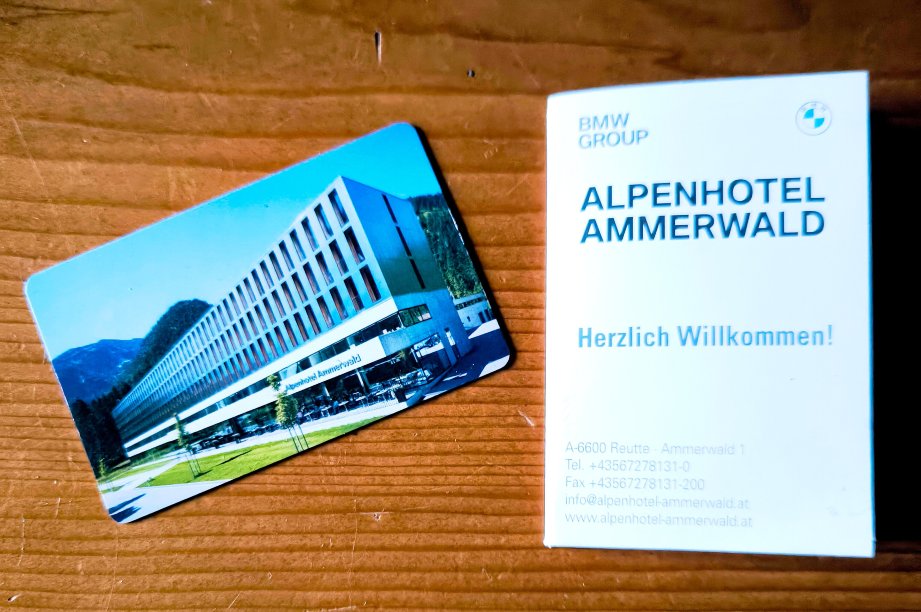 Alpenhotel Ammerwald
BMW
GROUP
ALPENHOTEL
AMMERWALD
Herzlich Willkommen!
A-6600 Reutte · Ammerwald 1
Tel. +43567278131-0
Fax +43567278131-200
info@alpenhotel-ammerwald.at
www.alpenhotel-ammerwald.at